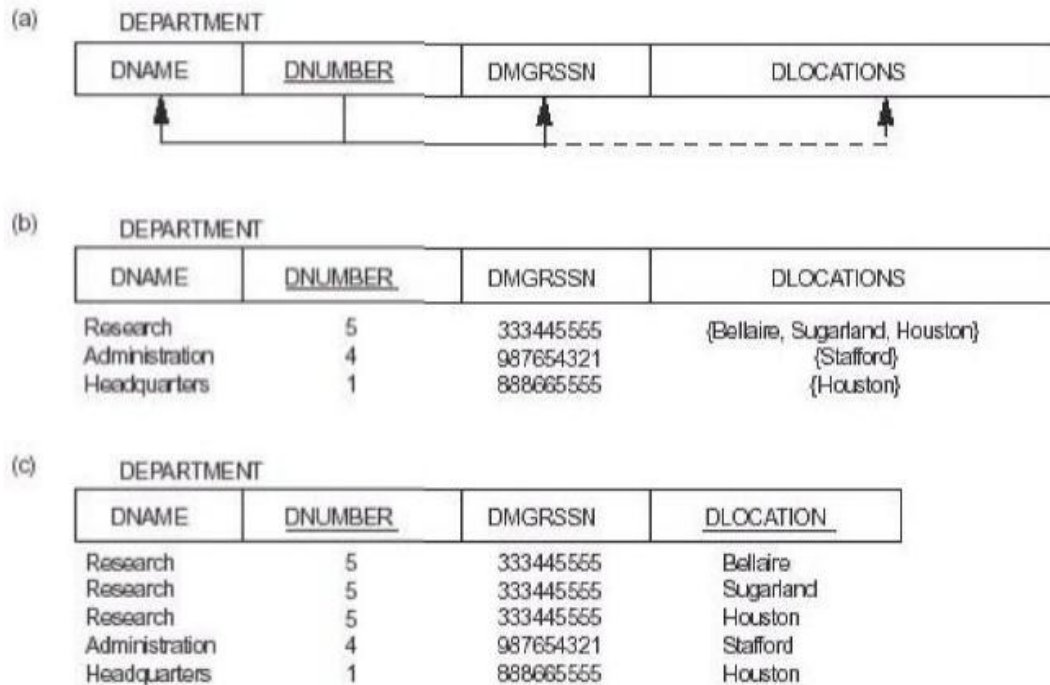 (a) DEPARTMENT
DNAME DNUMBER DMGRSSN DLOCATIONS
(b) DEPARTMENT
DNAME DNUMBER DMGRSSN DLOCATIONS
Research 5 333445555 {Bellaire, Sugarland, Houston}
Administration 4 987654321 {Stafford}
Headquarters 1 888665555 {Houston}
(c) DEPARTMENT
DNAME DNUMBER DMGRSSN DLOCATION
Research 5 333445555 Bellaire
Research 5 333445555 Sugarland
Research 5 333445555 Houston
Administration 4 987654321 Stafford
Headquarters 1 888665555 Houston